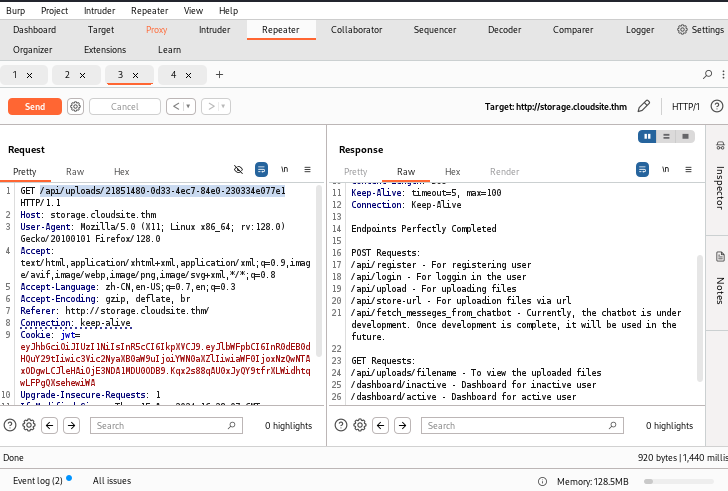 Burp Project Intruder Repeater View Help
Dashboard Target Proxy Intruder Repeater Collaborator Sequencer Decoder Comparer Logger Settings
Organizer Extensions Learn
1 × 2 × 3 × 4 × +
Send Cancel < > Target: http://storage.cloudsite.thm HTTP/1
Request
Pretty Raw Hex \n
1 GET /api/uploads/21851480-0d33-4ec7-84e0-230334e077e1
HTTP/1.1
2 Host: storage.cloudsite.thm
3 User-Agent: Mozilla/5.0 (X11; Linux x86_64; rv:128.0)
Gecko/20100101 Firefox/128.0
4 Accept:
text/html,application/xhtml+xml,application/xml;q=0.9,imag
e/avif,image/webp,image/png,image/svg+xml,*/*;q=0.8
5 Accept-Language: zh-CN,en-US;q=0.7,en;q=0.3
6 Accept-Encoding: gzip, deflate, br
7 Referer: http://storage.cloudsite.thm/
8 Connection: keep-alive
9 Cookie: jwt=
10 Upgrade-Insecure-Requests: 1
Response
Pretty Raw Hex Render \n
11 Keep-Alive: timeout=5, max=100
12 Connection: Keep-Alive
13
14 Endpoints Perfectly Completed
15
16 POST Requests:
17 /api/register - For registering user
18 /api/login - For loggin in the user
19 /api/upload - For uploading files
20 /api/store-url - For uploadion files via url
21 /api/fetch_messeges_from_chatbot - Currently, the chatbot is under
development. Once development is complete, it will be used in the
future.
22
23 GET Requests:
24 /api/uploads/filename - To view the uploaded files
25 /dashboard/inactive - Dashboard for inactive user
26 /dashboard/active - Dashboard for active user
Inspector
Notes
Search 0 highlights
Search 0 highlights
Done 920 bytes | 1,440 millis
Event log (2) All issues Memory: 128.5MB